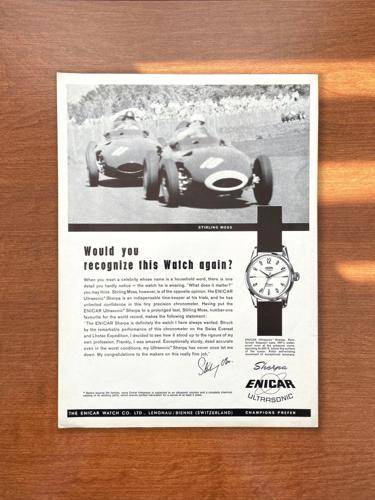 STIRLING MOSS
Would you
recognize this Watch again?
When you meet a celebrity whose name is a household word, there is one
detail you hardly notice — the watch he is wearing. "What does it matter?"
you may think. Stirling Moss, however, is of the opposite opinion. His ENICAR
Ultrasonic* Sherpa is an indispensable time-keeper at his trials, and he has
unlimited confidence in this tiny precision chronometer. Having put the
ENICAR Ultrasonic* Sherpa to a prolonged test, Stirling Moss, number-one
favourite for the world record, makes the following statement:
"The ENICAR Sherpa is definitely the watch I have always wanted. Struck
by the remarkable performance of this chronometer on the Swiss Everest
and Lhotse Expedition, I decided to see how it stood up to the rigours of my
own profession. Frankly, I was amazed. Exceptionally sturdy, dead accurate
even in the worst conditions, my Ultrasonic* Sherpa has never once let me
down. My congratulations to the makers on this really fine job."
ENICAR Ultrasonic* Sherpa.
Sherpa
ENICAR
ULTRASONIC
THE ENICAR WATCH CO. LTD., LENGNAU/BIENNE (SWITZERLAND)
CHAMPIONS PREFER